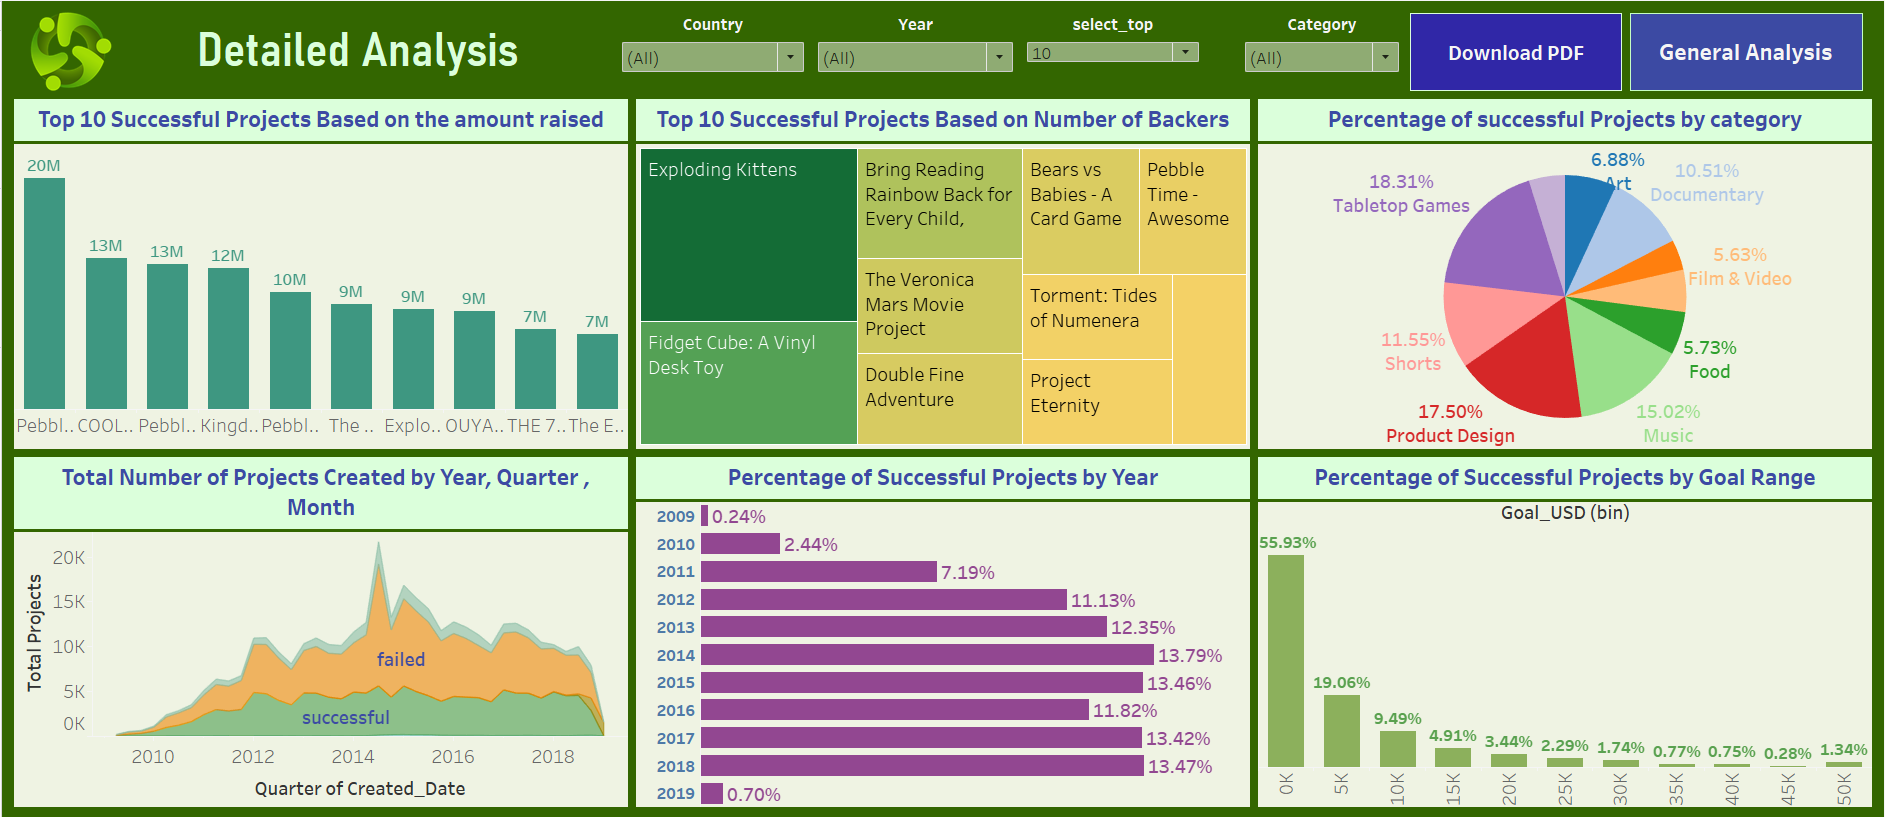 Detailed Analysis
Country
(All)
Year
(All)
select_top
10
Category
(All)
Download PDF
General Analysis
Top 10 Successful Projects Based on the amount raised
20M
13M
13M
12M
10M
9M
9M
9M
7M
7M
Pebbl..
COOL..
Pebbl..
Kingd..
Pebbl..
The ..
Explo..
OUYA..
THE 7..
The E..
Top 10 Successful Projects Based on Number of Backers
Exploding Kittens
Fidget Cube: A Vinyl
Desk Toy
Bring Reading
Rainbow Back for
Every Child,
The Veronica
Mars Movie
Project
Double Fine
Adventure
Bears vs
Babies - A
Card Game
Pebble
Time -
Awesome
Torment: Tides
of Numenera
Project
Eternity
Percentage of successful Projects by category
6.88%
Art
10.51%
Documentary
5.63%
Film & Video
5.73%
Food
15.02%
Music
17.50%
Product Design
11.55%
Shorts
18.31%
Tabletop Games
Total Number of Projects Created by Year, Quarter ,
Month
Total Projects
20K
15K
10K
5K
0K
failed
successful
2010
2012
2014
2016
2018
Quarter of Created_Date
Percentage of Successful Projects by Year
2009 0.24%
2010 2.44%
2011 7.19%
2012 11.13%
2013 12.35%
2014 13.79%
2015 13.46%
2016 11.82%
2017 13.42%
2018 13.47%
2019 0.70%
Percentage of Successful Projects by Goal Range
Goal_USD (bin)
55.93%
19.06%
9.49%
4.91%
3.44%
2.29%
1.74%
0.77%
0.75%
0.28%
1.34%
0K
5K
10K
15K
20K
25K
30K
35K
40K
45K
50K